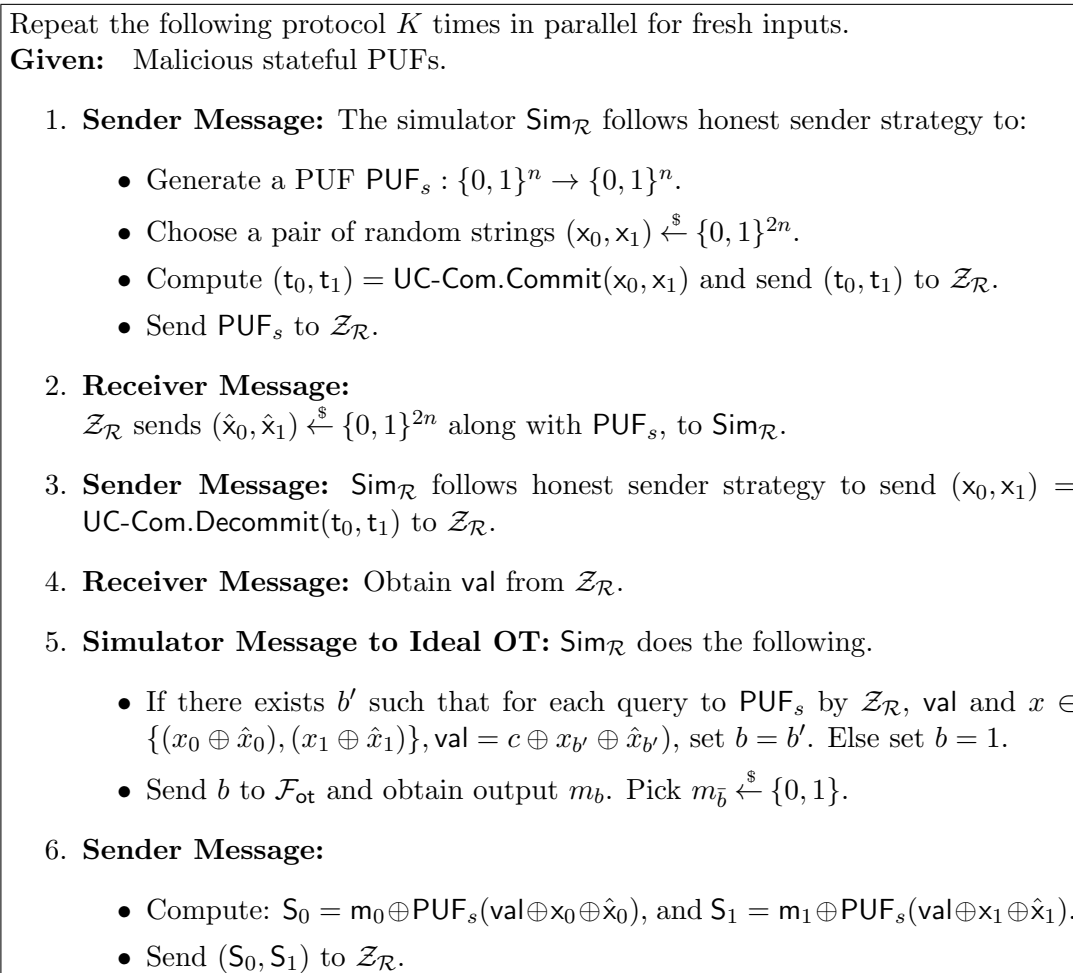 Repeat the following protocol K times in parallel for fresh inputs.
Given: Malicious stateful PUFs.
1. Sender Message: The simulator Sim_R follows honest sender strategy to:
• Generate a PUF PUF_s : {0, 1}^n → {0, 1}^n.
• Choose a pair of random strings (x_0, x_1) ←^$ {0, 1}^{2n}.
• Compute (t_0, t_1) = UC-Com.Commit(x_0, x_1) and send (t_0, t_1) to Z_R.
• Send PUF_s to Z_R.
2. Receiver Message:
Z_R sends (x̂_0, x̂_1) ←^$ {0, 1}^{2n} along with PUF_s, to Sim_R.
3. Sender Message: Sim_R follows honest sender strategy to send (x_0, x_1) =
UC-Com.Decommit(t_0, t_1) to Z_R.
4. Receiver Message: Obtain val from Z_R.
5. Simulator Message to Ideal OT: Sim_R does the following.
• If there exists b′ such that for each query to PUF_s by Z_R, val and x ∈
{(x_0 ⊕ x̂_0), (x_1 ⊕ x̂_1)}, val = c ⊕ x_{b′} ⊕ x̂_{b′}), set b = b′. Else set b = 1.
• Send b to F_ot and obtain output m_b. Pick m_{b̄} ←^$ {0, 1}.
6. Sender Message:
• Compute: S_0 = m_0⊕PUF_s(val⊕x_0⊕x̂_0), and S_1 = m_1⊕PUF_s(val⊕x_1⊕x̂_1).
• Send (S_0, S_1) to Z_R.